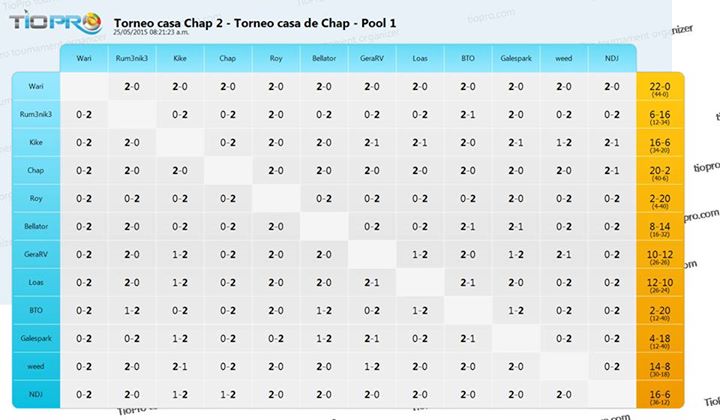 TIOPRO
Torneo casa Chap 2 - Torneo casa de Chap - Pool 1
25/05/2015 08:21:23 a.m.
Wari Rum3nik3 Kike Chap Roy Bellator GeraRV Loas BTO Galespark weed NDJ
Wari 2-0 2-0 2-0 2-0 2-0 2-0 2-0 2-0 2-0 2-0 2-0 22-0
(44-0)
Rum3nik3 0-2 0-2 0-2 2-0 0-2 0-2 0-2 2-1 2-0 0-2 0-2 6-16
(12-34)
Kike 0-2 2-0 0-2 2-0 2-0 2-1 2-1 2-0 2-1 1-2 2-1 16-6
(34-20)
Chap 0-2 2-0 2-0 2-0 2-0 2-0 2-0 2-0 2-0 2-0 2-1 20-2
(40-6)
Roy 0-2 0-2 0-2 0-2 0-2 0-2 0-2 0-2 2-0 0-2 0-2 2-20
(4-40)
Bellator 0-2 2-0 0-2 0-2 2-0 0-2 0-2 2-1 2-1 0-2 0-2 8-14
(16-32)
GeraRV 0-2 2-0 1-2 0-2 2-0 2-0 1-2 2-0 1-2 2-1 0-2 10-12
(26-26)
Loas 0-2 2-0 1-2 0-2 2-0 2-0 2-1 2-1 2-0 0-2 0-2 12-10
(26-24)
BTO 0-2 1-2 0-2 0-2 2-0 1-2 0-2 1-2 1-2 0-2 0-2 2-20
(12-40)
Galespark 0-2 0-2 1-2 0-2 0-2 1-2 2-1 0-2 2-1 0-2 0-2 4-18
(12-40)
weed 0-2 2-0 2-1 0-2 2-0 2-0 1-2 2-0 2-0 2-0 0-2 14-8
(30-18)
NDJ 0-2 2-0 1-2 1-2 2-0 2-0 2-0 2-0 2-0 2-0 2-0 16-6
(36-12)